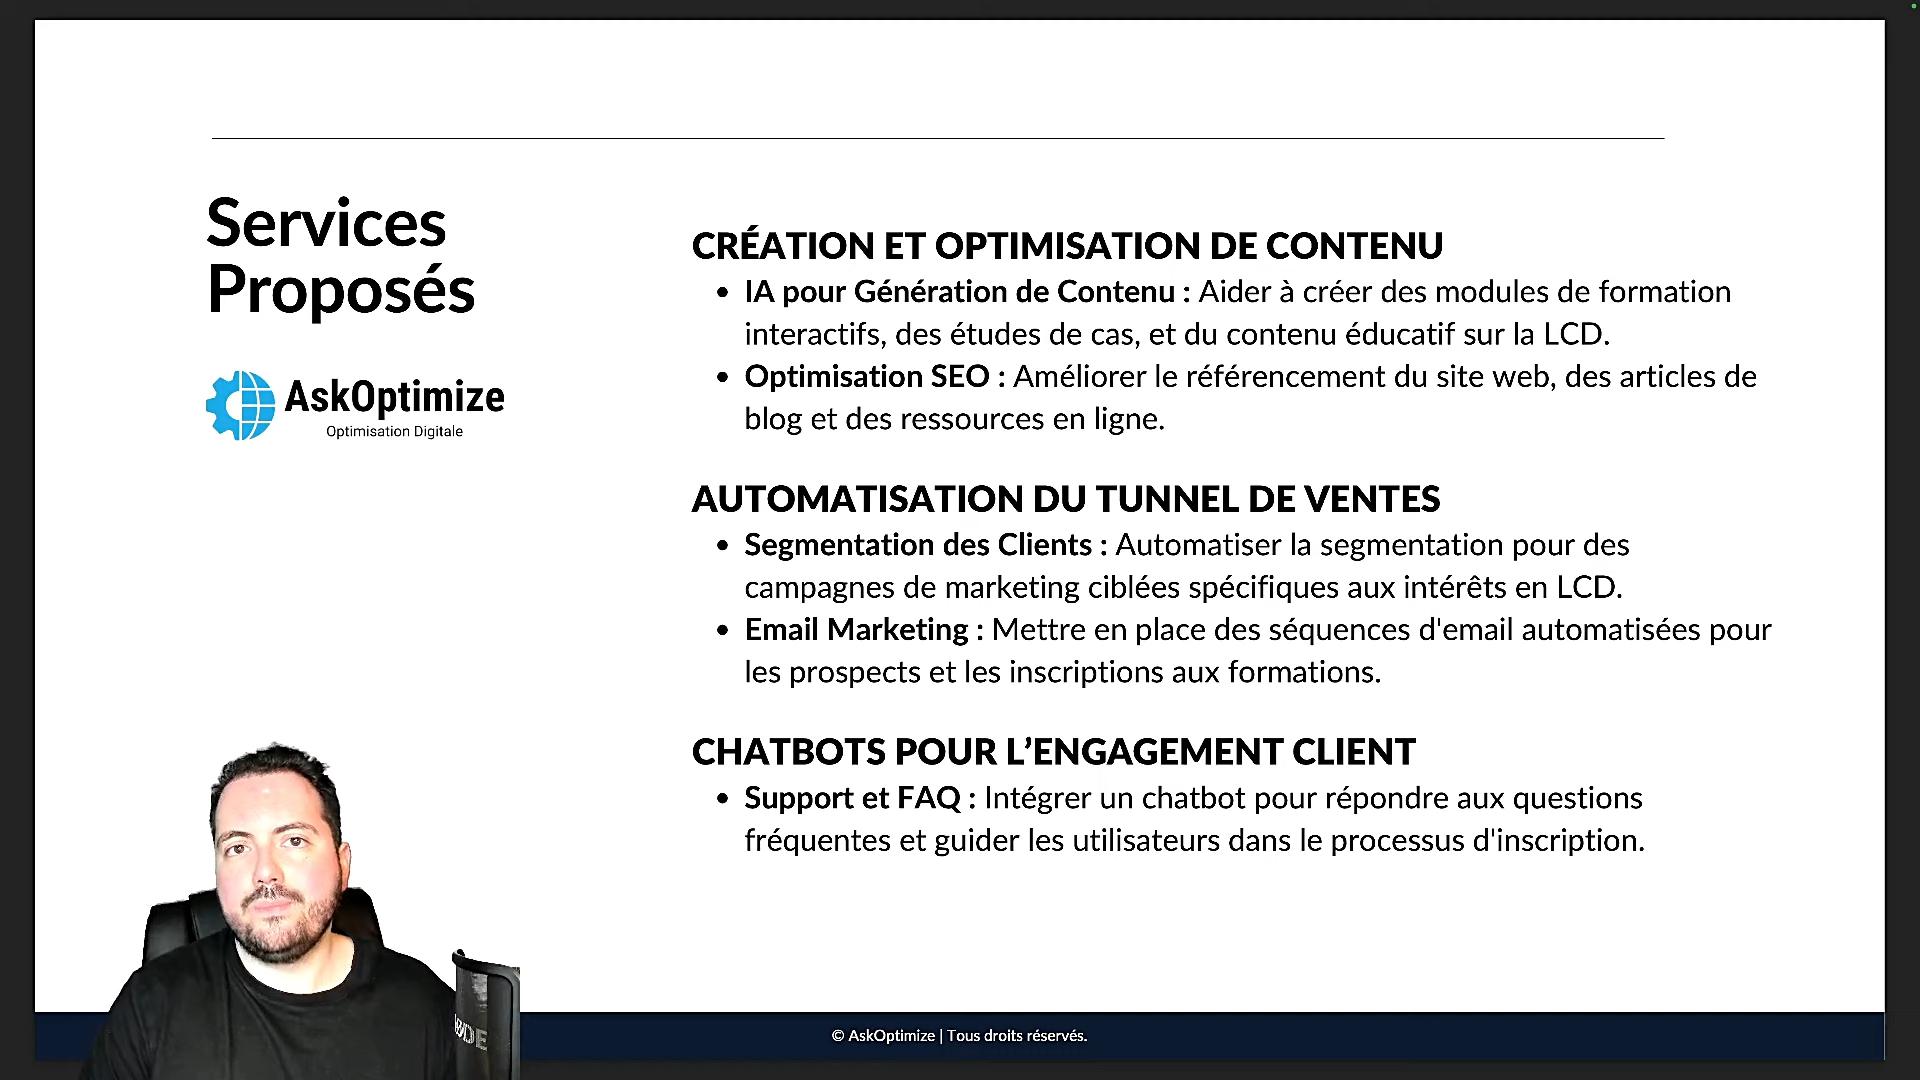 Services
Proposés
AskOptimize
Optimisation Digitale
CRÉATION ET OPTIMISATION DE CONTENU
• IA pour Génération de Contenu : Aider à créer des modules de formation
interactifs, des études de cas, et du contenu éducatif sur la LCD.
• Optimisation SEO : Améliorer le référencement du site web, des articles de
blog et des ressources en ligne.
AUTOMATISATION DU TUNNEL DE VENTES
• Segmentation des Clients : Automatiser la segmentation pour des
campagnes de marketing ciblées spécifiques aux intérêts en LCD.
• Email Marketing : Mettre en place des séquences d'email automatisées pour
les prospects et les inscriptions aux formations.
CHATBOTS POUR L’ENGAGEMENT CLIENT
• Support et FAQ : Intégrer un chatbot pour répondre aux questions
fréquentes et guider les utilisateurs dans le processus d'inscription.
© AskOptimize | Tous droits réservés.